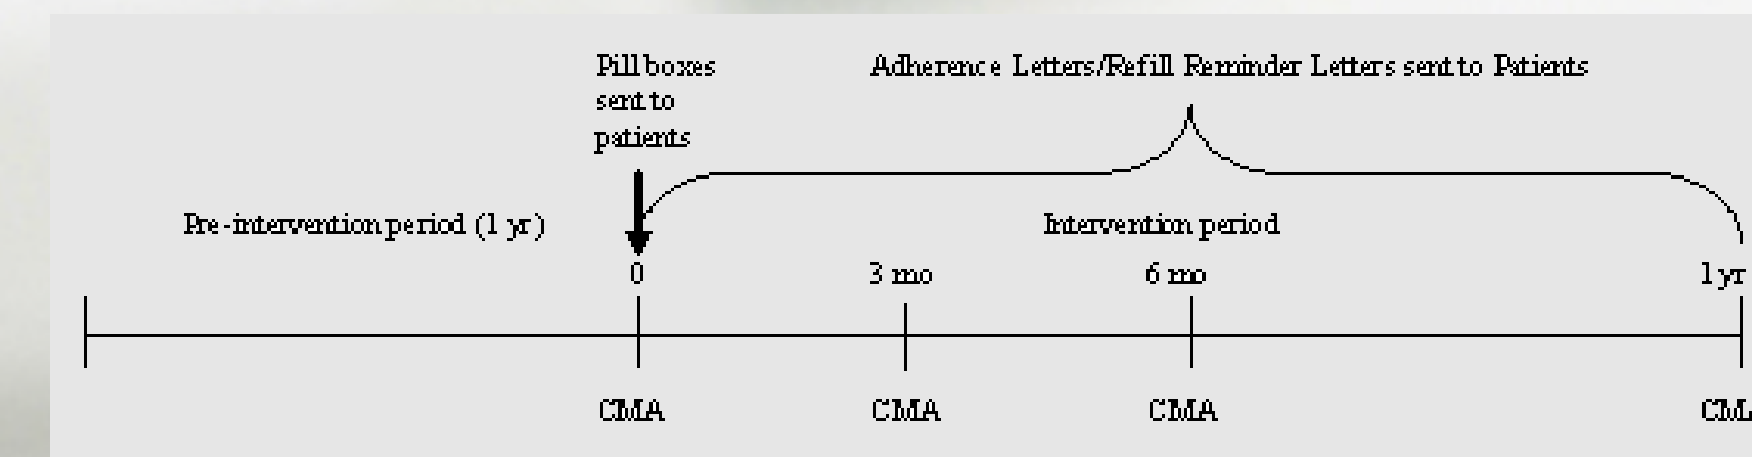 Pill boxes
sent to
patients
Adherence Letters/Refill Reminder Letters sent to Patients
Pre-intervention period (1 yr)
Intervention period
0
3 mo
6 mo
1 yr
CMA
CMA
CMA
CM